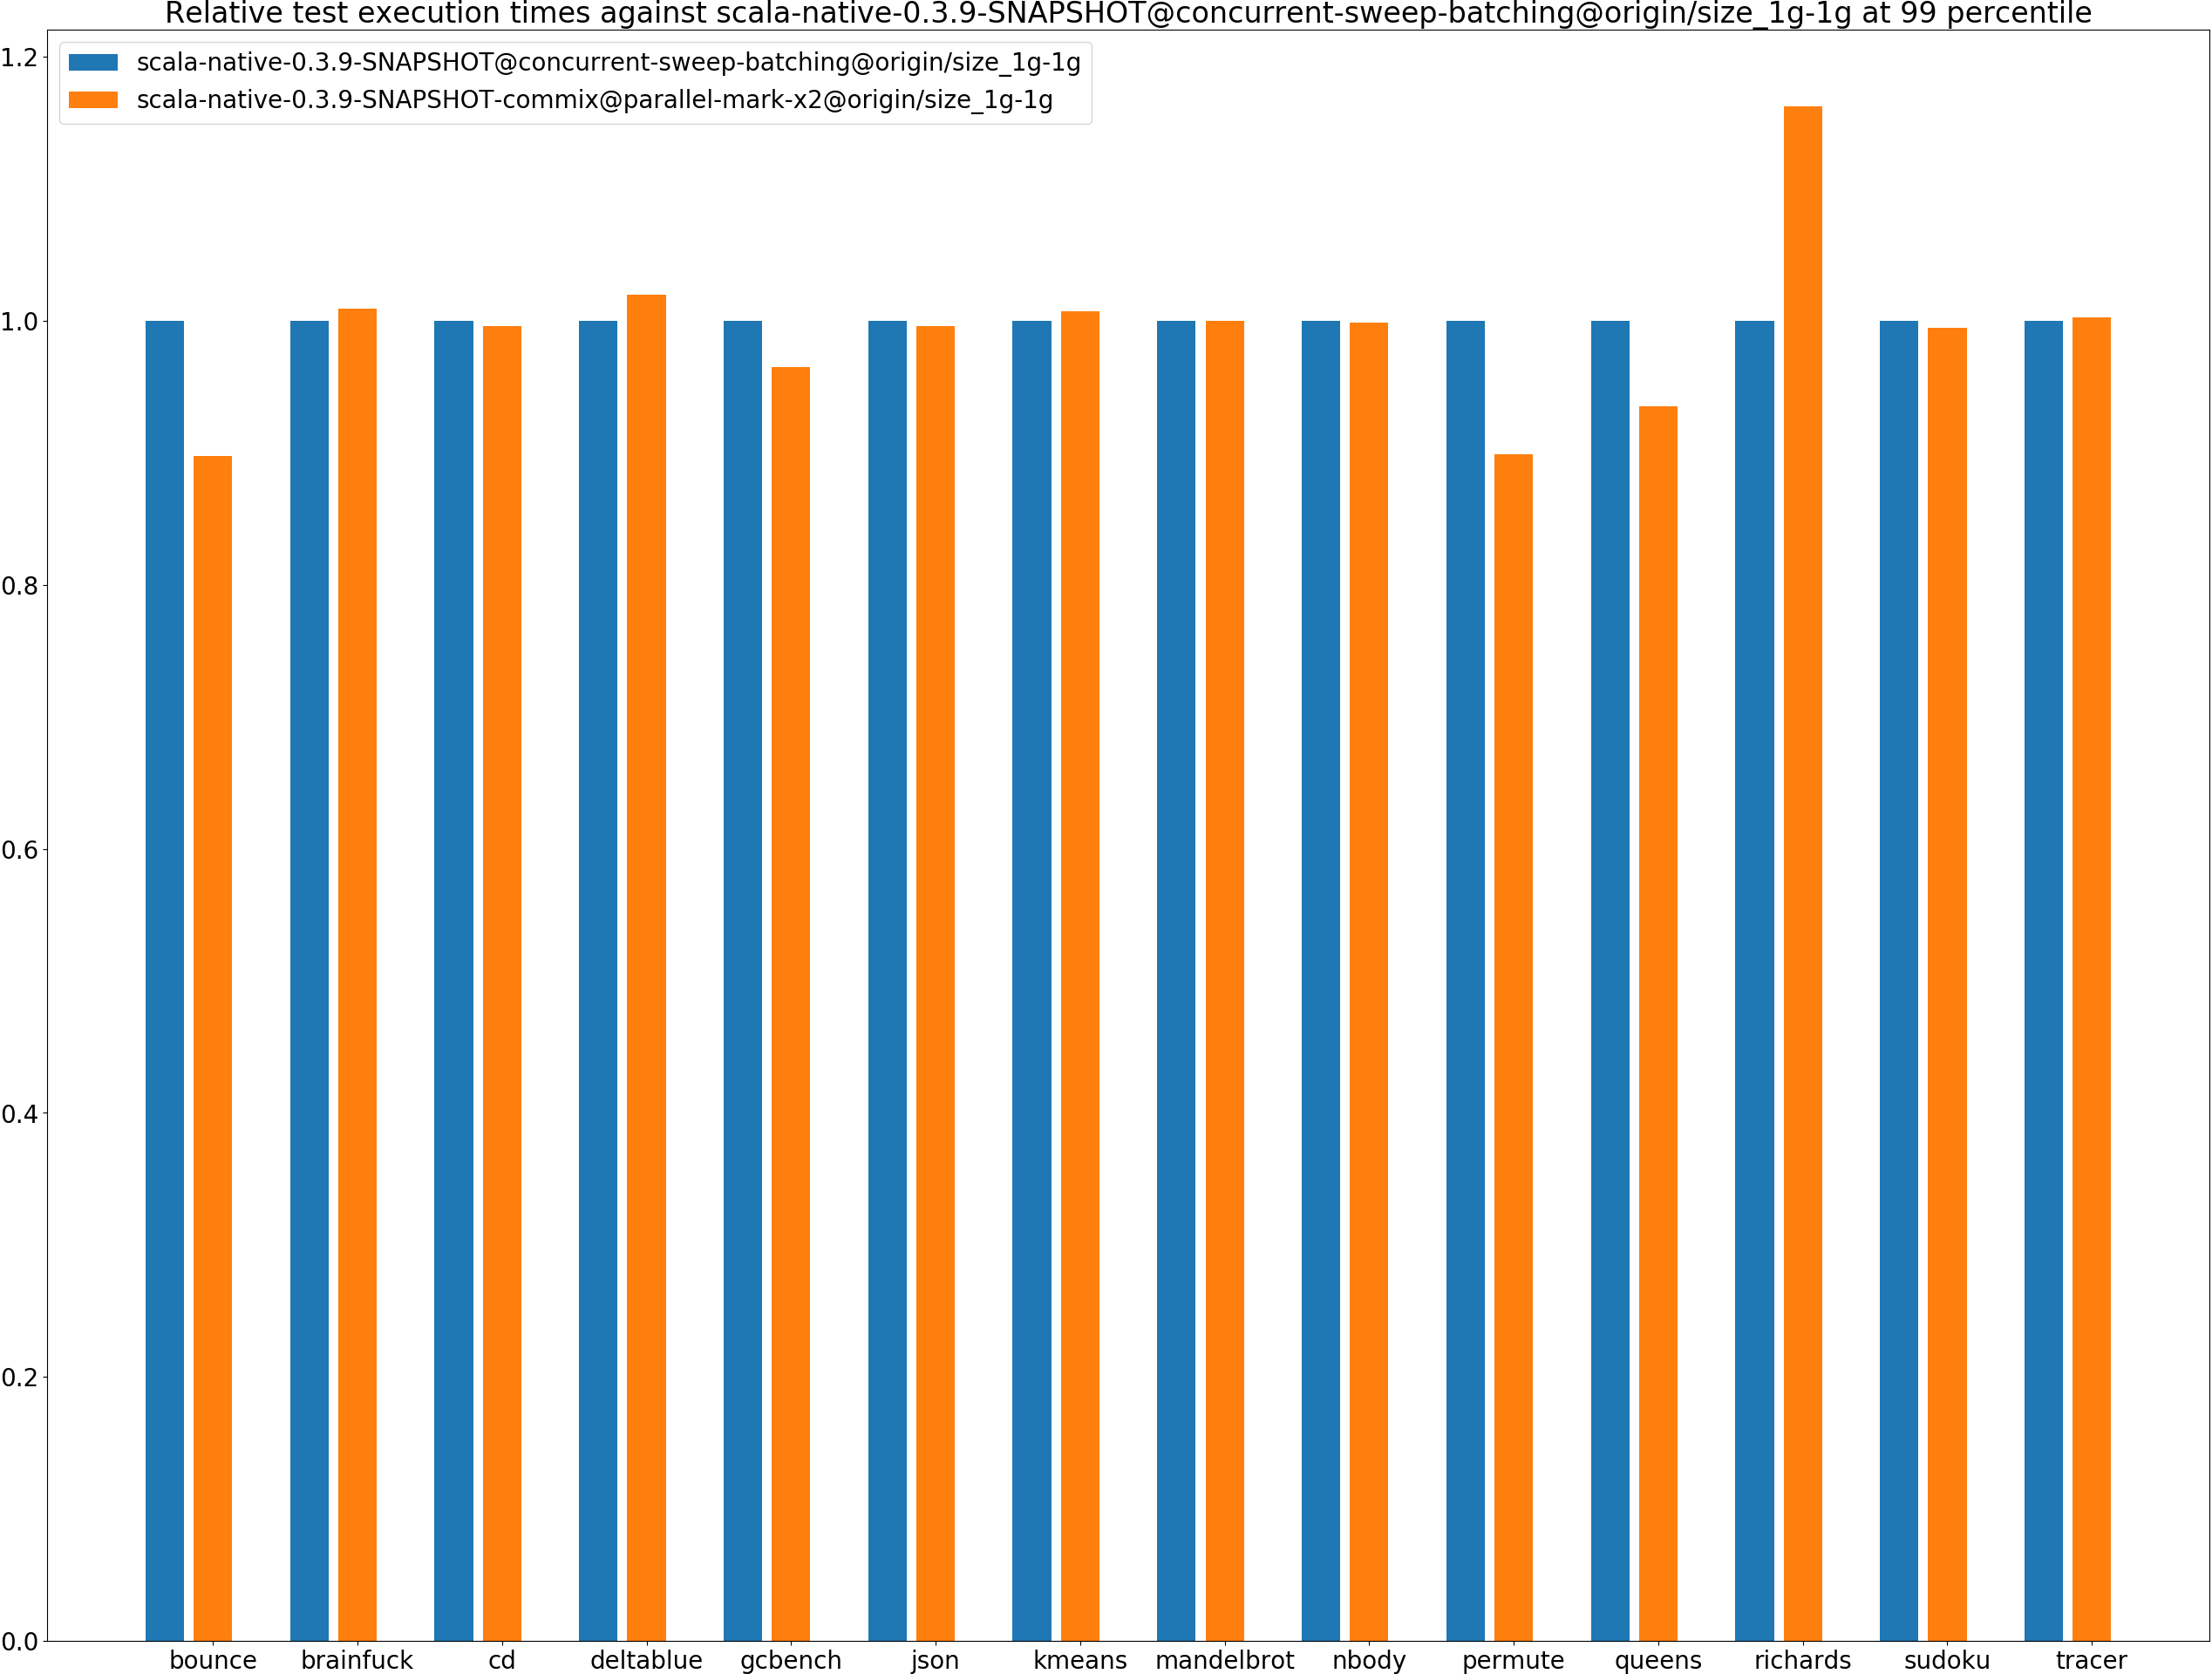 Relative test execution times against scala-native-0.3.9-SNAPSHOT@concurrent-sweep-batching@origin/size_1g-1g at 99 percentile
scala-native-0.3.9-SNAPSHOT@concurrent-sweep-batching@origin/size_1g-1g
scala-native-0.3.9-SNAPSHOT-commix@parallel-mark-x2@origin/size_1g-1g
1.2
1.0
0.8
0.6
0.4
0.2
0.0
bounce brainfuck cd deltablue gcbench json kmeans mandelbrot nbody permute queens richards sudoku tracer